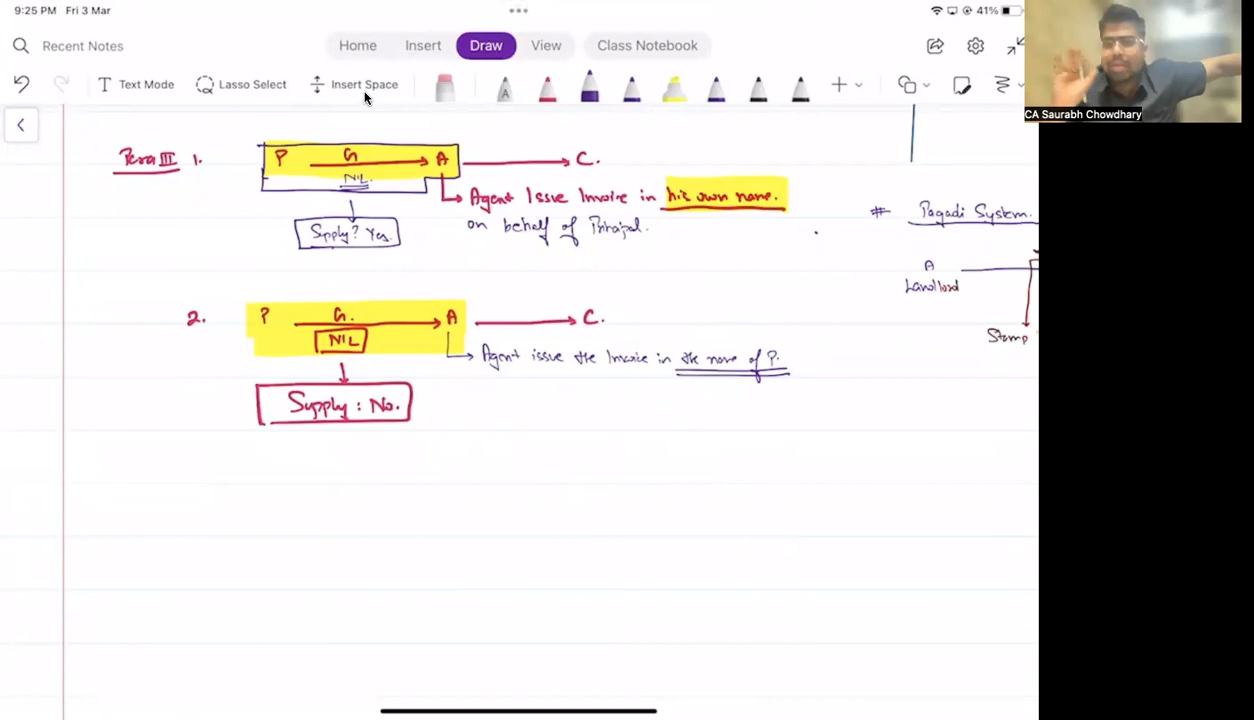 9:25 PM Fri 3 Mar
41%
Recent Notes
Home Insert Draw View Class Notebook
T Text Mode Lasso Select Insert Space
A
CA Saurabh Chowdhary
Para III 1. P G A C.
NIL.
Agent Issue Invoice in his own name.
on behalf of Principal.
Supply? Yes.
# Pagadi System.
A
Landlord
Stamp
2. P G. A C.
NIL
Agent issue the Invoice in the name of P.
Supply: No.